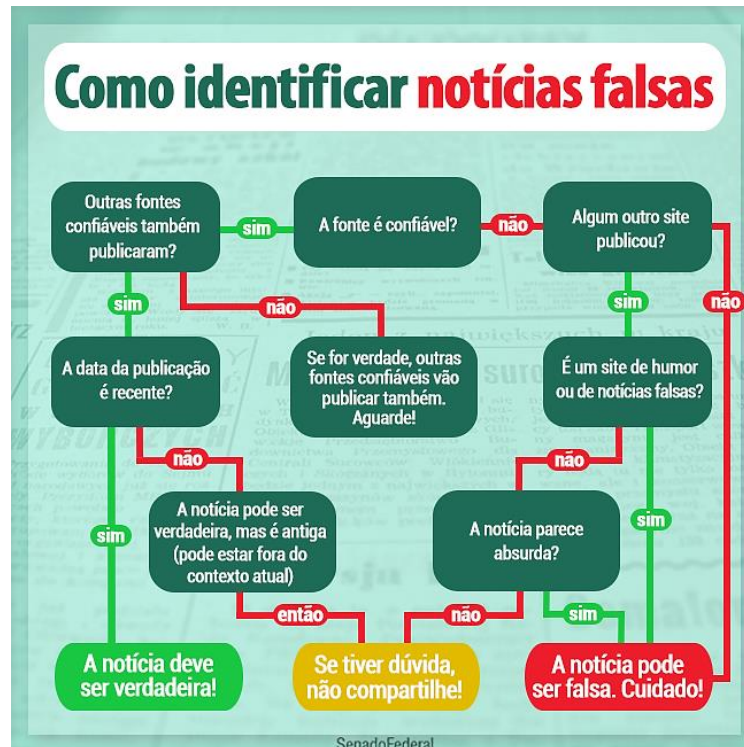 Como identificar notícias falsas
Outras fontes
confiáveis também
publicaram?
sim
A fonte é confiável?
não
Algum outro site
publicou?
sim
não
sim
não
A data da publicação
é recente?
Se for verdade, outras
fontes confiáveis vão
publicar também.
Aguarde!
É um site de humor
ou de notícias falsas?
não
não
sim
A notícia pode ser
verdadeira, mas é antiga
(pode estar fora do
contexto atual)
A notícia parece
absurda?
sim
então
não
sim
A notícia deve
ser verdadeira!
Se tiver dúvida,
não compartilhe!
A notícia pode
ser falsa. Cuidado!
SenadoFederal